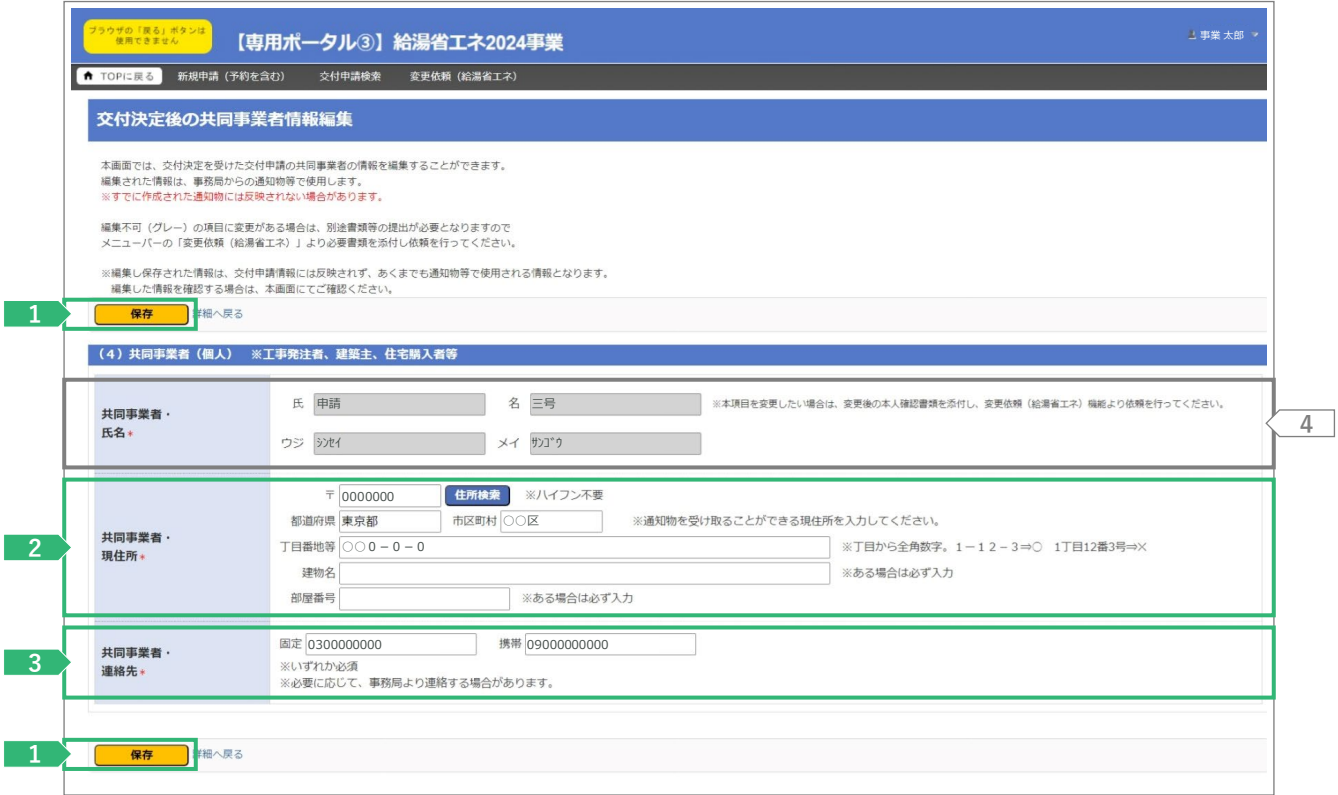 ブラウザの「戻る」ボタンは
使用できません
【専用ポータル③】給湯省エネ2024事業
事業 太郎
TOPに戻る 新規申請（予約を含む） 交付申請検索 変更依頼（給湯省エネ）
交付決定後の共同事業者情報編集
本画面では、交付決定を受けた交付申請の共同事業者の情報を編集することができます。
編集された情報は、事務局からの通知物等で使用します。
※すでに作成された通知物には反映されない場合があります。
編集不可（グレー）の項目に変更がある場合は、別途書類等の提出が必要となりますので
メニューバーの「変更依頼（給湯省エネ）」より必要書類を添付し依頼を行ってください。
※編集し保存された情報は、交付申請情報には反映されず、あくまでも通知物等で使用される情報となります。
編集した情報を確認する場合は、本画面にてご確認ください。
1 保存 詳細へ戻る
（4）共同事業者（個人） ※工事発注者、建築主、住宅購入者等
共同事業者・
氏名*
氏 申請 名 三号 ※本項目を変更したい場合は、変更後の本人確認書類を添付し、変更依頼（給湯省エネ）機能より依頼を行ってください。
ウジ ｼﾝｾｲ メイ ｻﾝｺﾞｳ
4
2
共同事業者・
現住所*
〒 0000000 住所検索 ※ハイフン不要
都道府県 東京都 市区町村 〇〇区 ※通知物を受け取ることができる現住所を入力してください。
丁目番地等 〇〇０－０－０ ※丁目から全角数字。１－１２－３⇒○ 1丁目12番3号⇒×
建物名 ※ある場合は必ず入力
部屋番号 ※ある場合は必ず入力
3
共同事業者・
連絡先*
固定 0300000000 携帯 09000000000
※いずれか必須
※必要に応じて、事務局より連絡する場合があります。
1 保存 詳細へ戻る